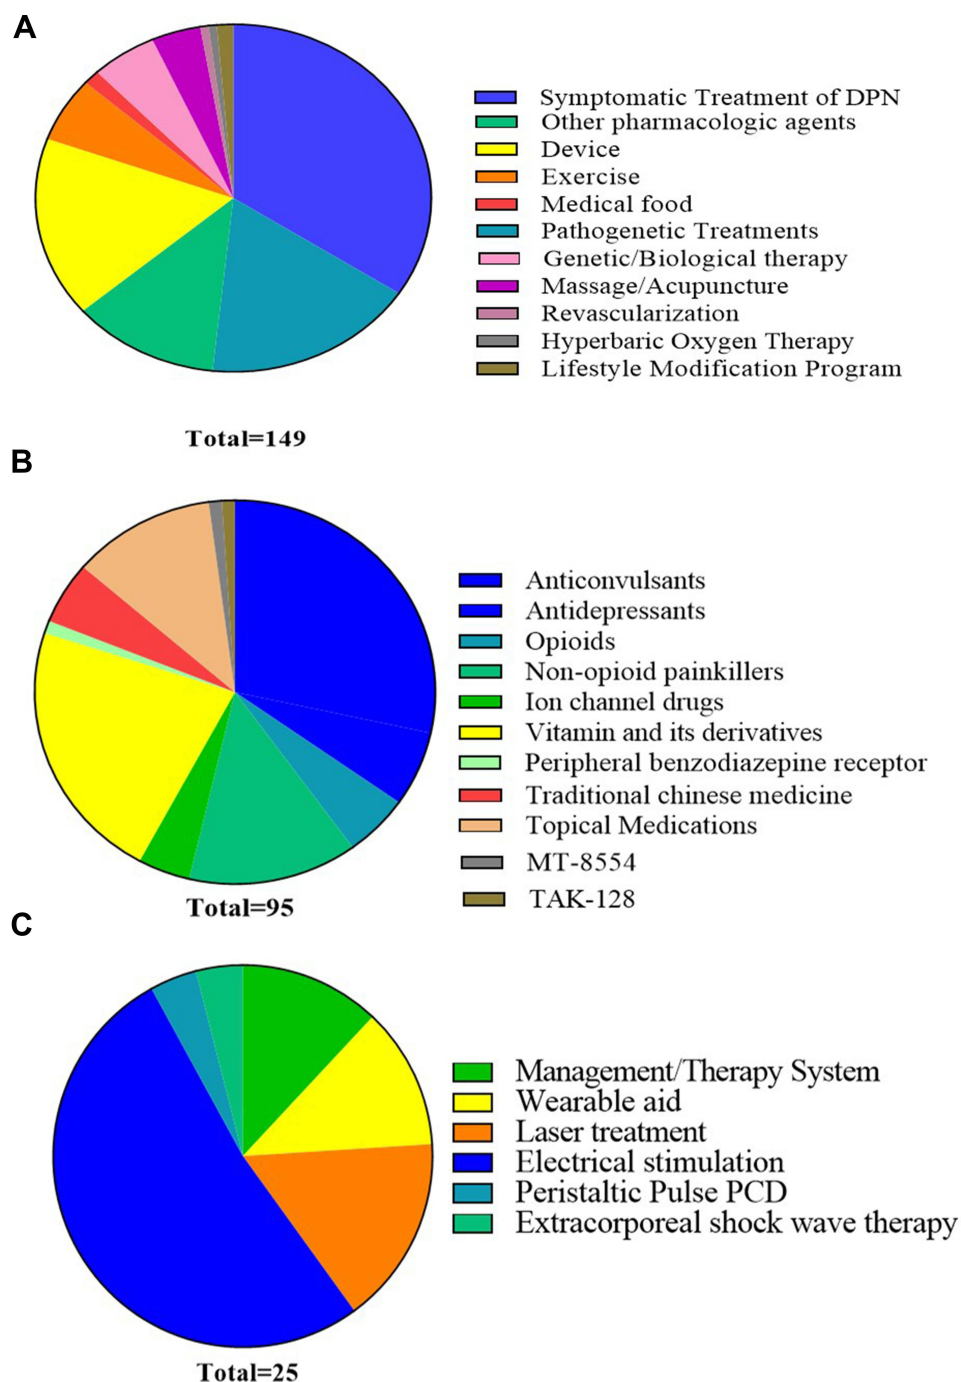 A
Symptomatic Treatment of DPN
Other pharmacologic agents
Device
Exercise
Medical food
Pathogenetic Treatments
Genetic/Biological therapy
Massage/Acupuncture
Revascularization
Hyperbaric Oxygen Therapy
Lifestyle Modification Program
Total=149
B
Anticonvulsants
Antidepressants
Opioids
Non-opioid painkillers
Ion channel drugs
Vitamin and its derivatives
Peripheral benzodiazepine receptor
Traditional chinese medicine
Topical Medications
MT-8554
TAK-128
Total=95
C
Management/Therapy System
Wearable aid
Laser treatment
Electrical stimulation
Peristaltic Pulse PCD
Extracorporeal shock wave therapy
Total=25